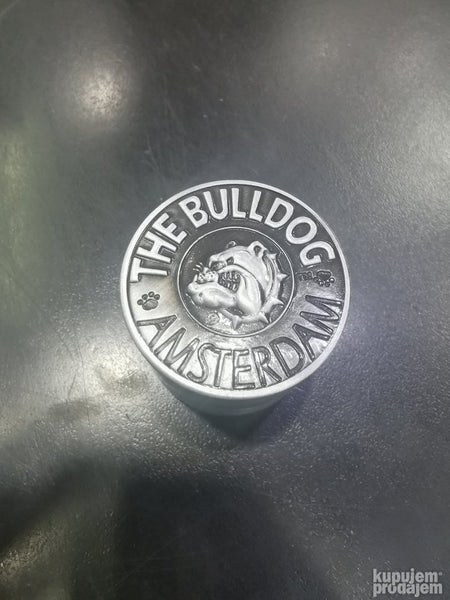 THE BULLDOG
AMSTERDAM
kupujem
prodajem